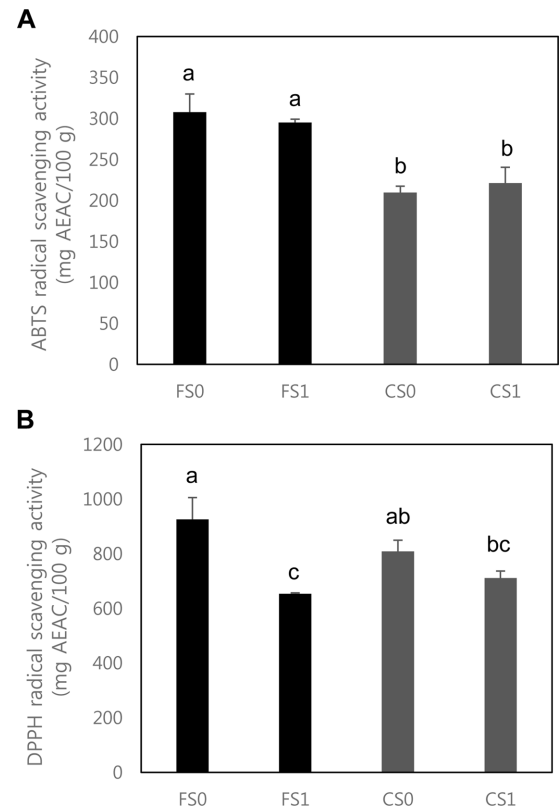 A
ABTS radical scavenging activity
(mg AEAC/100 g)
400
350
300
250
200
150
100
50
0
a
a
b
b
FS0
FS1
CS0
CS1
B
DPPH radical scavenging activity
(mg AEAC/100 g)
1200
1000
800
600
400
200
0
a
c
ab
bc
FS0
FS1
CS0
CS1